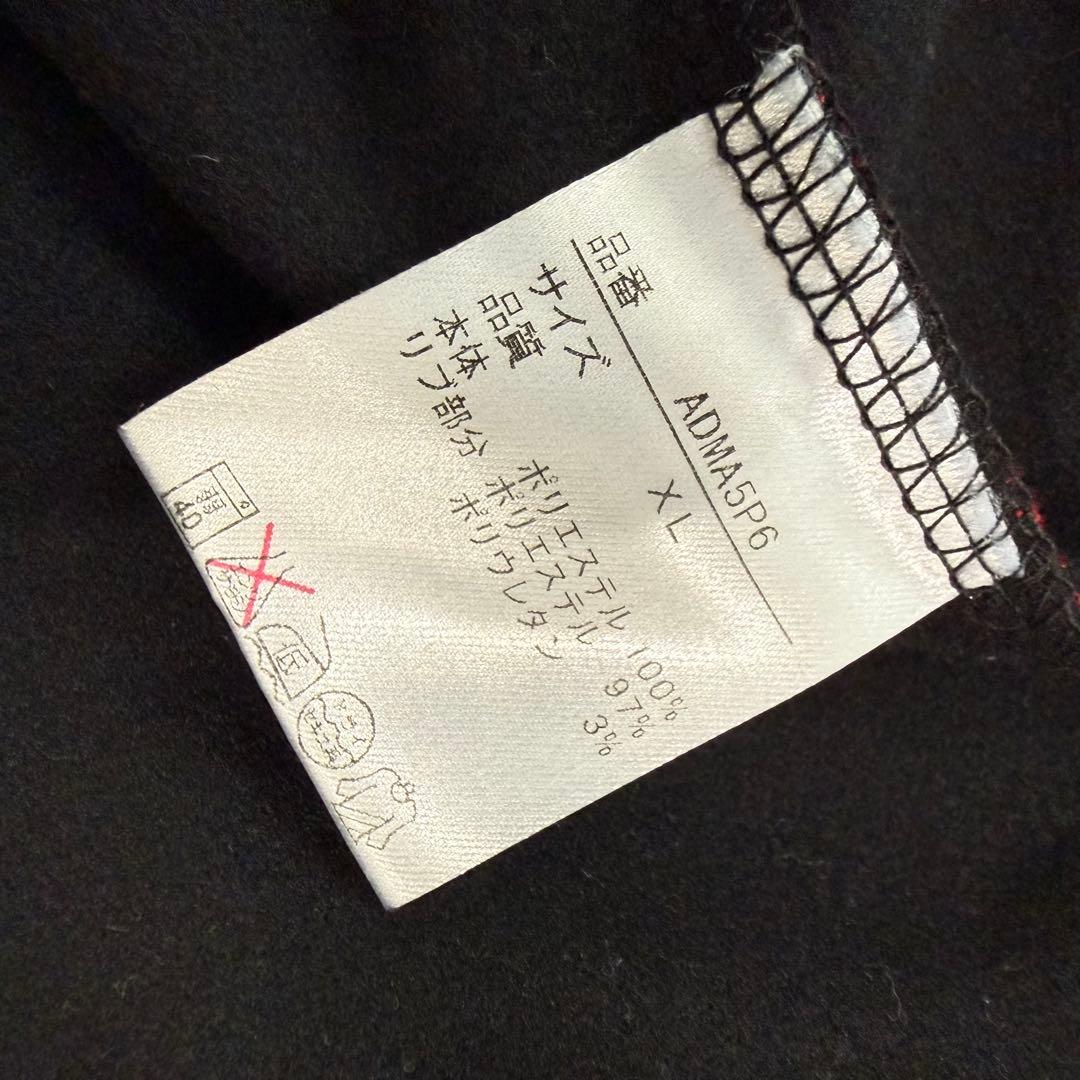 品番 ADMA5P6
サイズ XL
品質
本体 ポリエステル 100%
リブ部分 ポリエステル 97%
ポリウレタン 3%
弱 40°
低